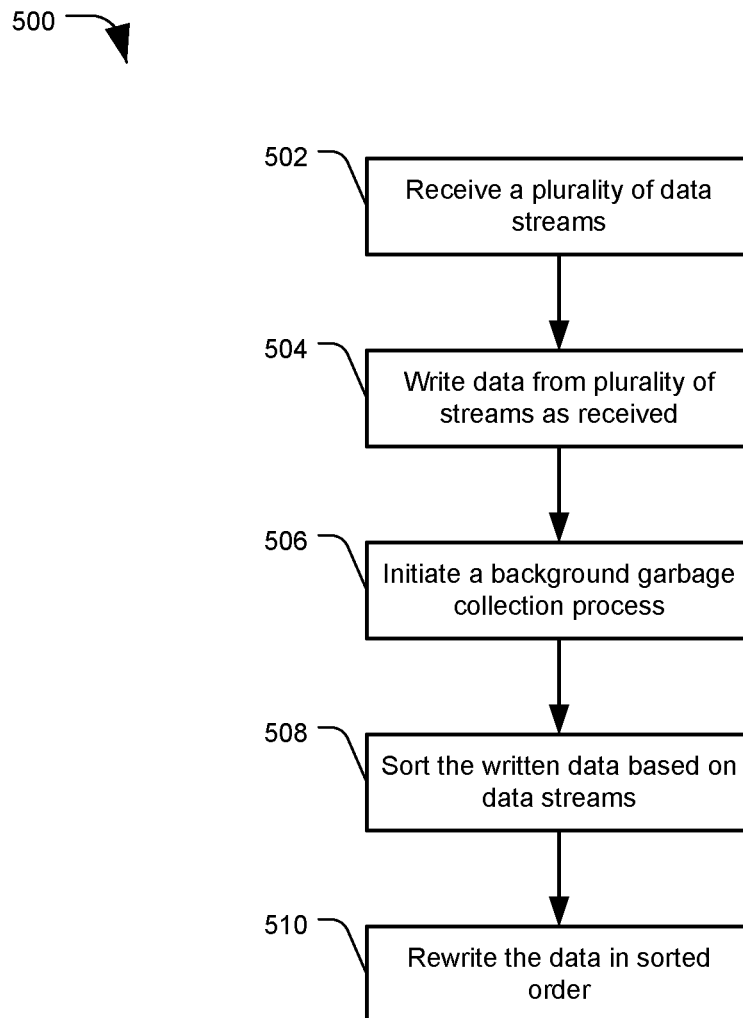 500
502
Receive a plurality of data
streams
504
Write data from plurality of
streams as received
506
Initiate a background garbage
collection process
508
Sort the written data based on
data streams
510
Rewrite the data in sorted
order